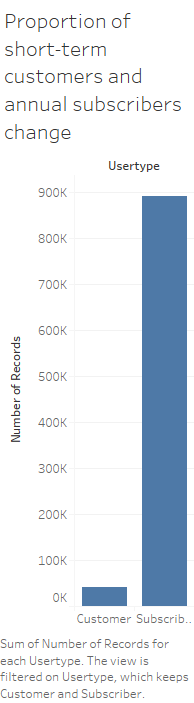 Proportion of
short-term
customers and
annual subscribers
change
Usertype
900K
800K
700K
600K
500K
400K
300K
200K
100K
0K
Number of Records
Customer Subscrib..
Sum of Number of Records for
each Usertype. The view is
filtered on Usertype, which keeps
Customer and Subscriber.